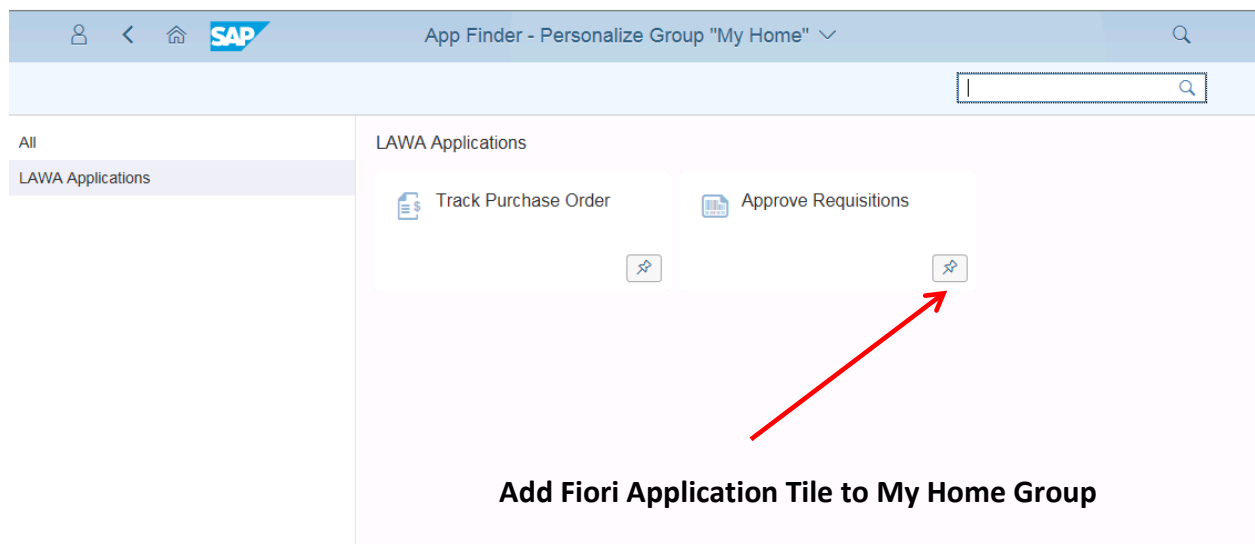 SAP
App Finder - Personalize Group "My Home"
All
LAWA Applications
LAWA Applications
Track Purchase Order
Approve Requisitions
$
Add Fiori Application Tile to My Home Group